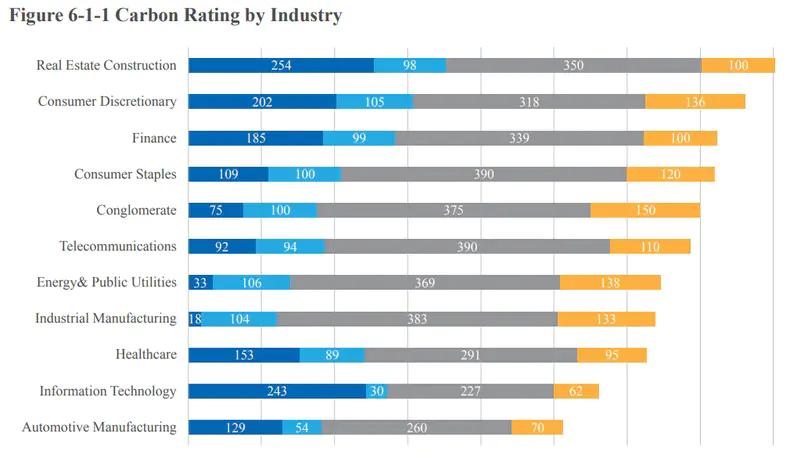 Figure 6-1-1 Carbon Rating by Industry
Real Estate Construction 254 98 350 100
Consumer Discretionary 202 105 318 136
Finance 185 99 339 100
Consumer Staples 109 100 390 120
Conglomerate 75 100 375 150
Telecommunications 92 94 390 110
Energy& Public Utilities 33 106 369 138
Industrial Manufacturing 18 104 383 133
Healthcare 153 89 291 95
Information Technology 243 30 227 62
Automotive Manufacturing 129 54 260 70